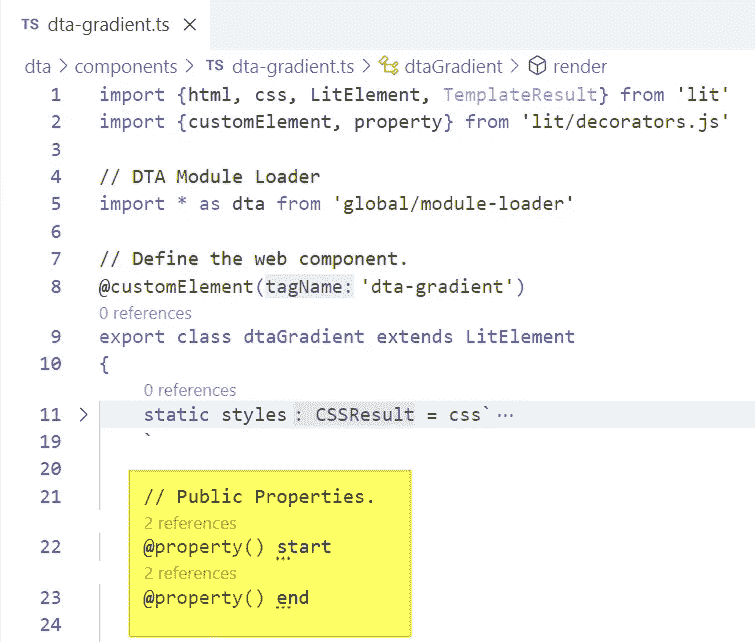 TS dta-gradient.ts ×
dta > components > TS dta-gradient.ts > dtaGradient > render
1 import {html, css, LitElement, TemplateResult} from 'lit'
2 import {customElement, property} from 'lit/decorators.js'
3
4 // DTA Module Loader
5 import * as dta from 'global/module-loader'
6
7 // Define the web component.
8 @customElement(tagName: 'dta-gradient')
0 references
9 export class dtaGradient extends LitElement
10 {
0 references
11 > static styles: CSSResult = css`…
19 `
20
21 // Public Properties.
2 references
22 @property() start
2 references
23 @property() end
24